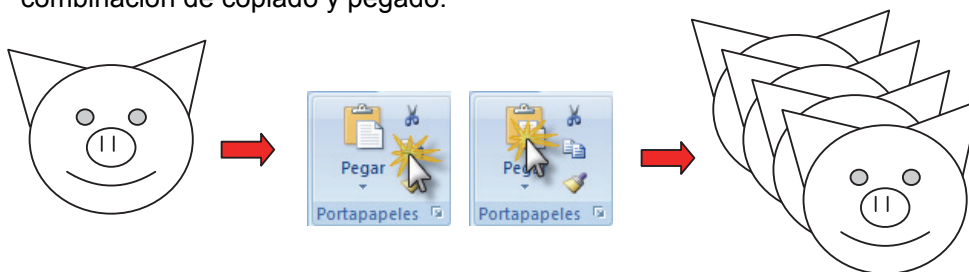 combinación de copiado y pegado.
Pegar
Portapapeles
Pegar
Portapapeles